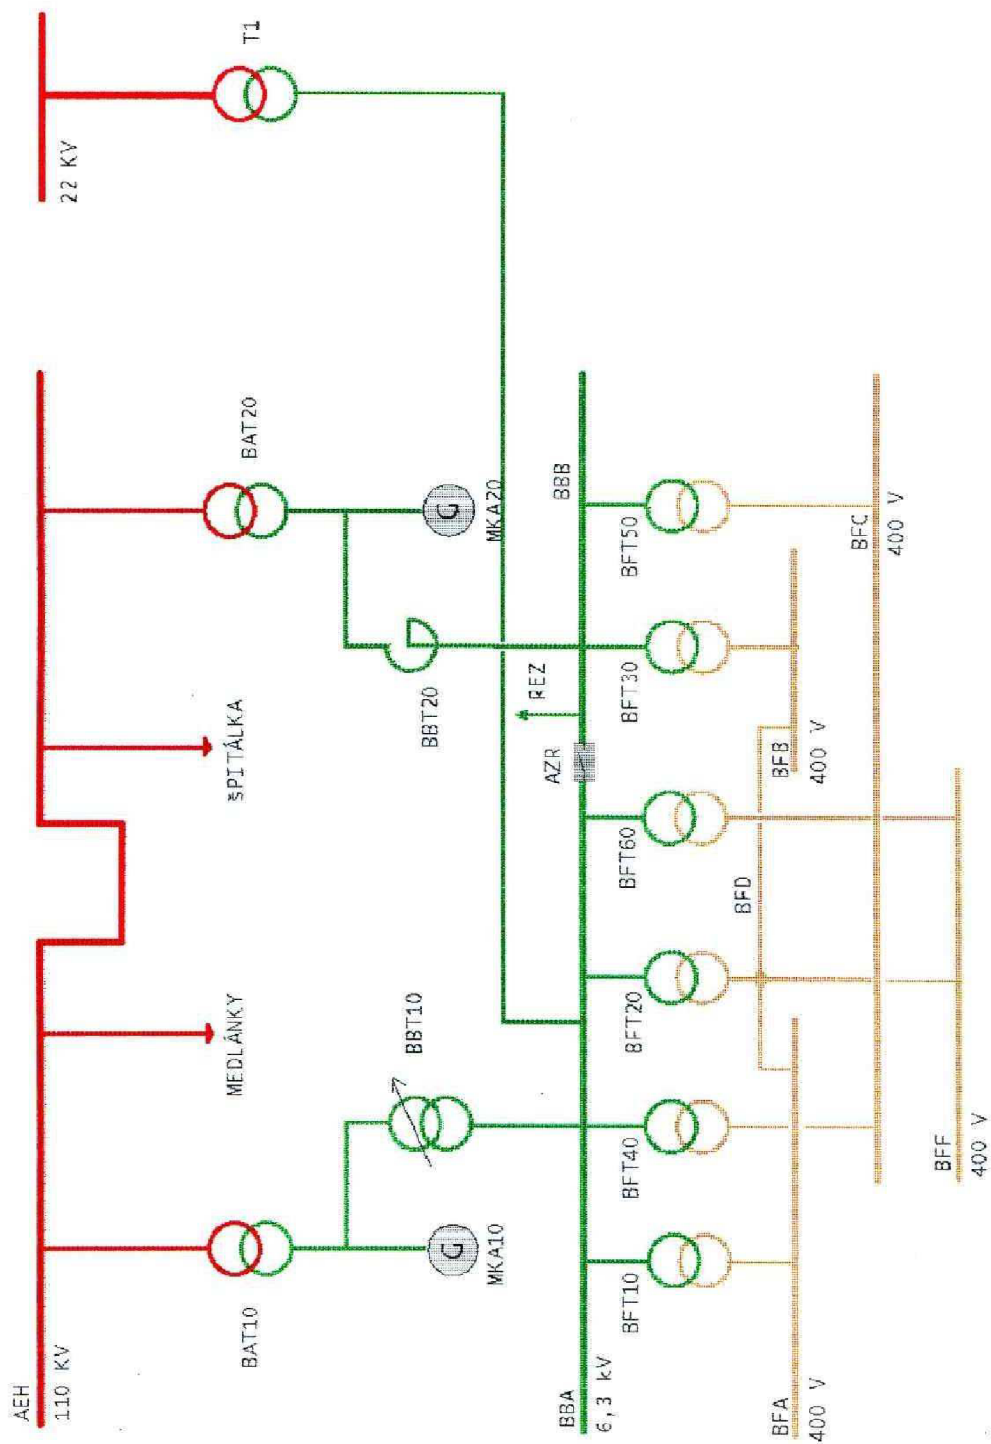 AEH
110 KV
22 KV
T1
BAT10
BAT20
MEDLÁNKY
ŠPITÁLKA
BBT10
BBT20
G
MKA10
G
MKA20
BBA
6,3 kV
AZR
REZ
BBB
BFT10
BFT40
BFT20
BFT60
BFT30
BFT50
BFD
BFA
400 V
BFB
400 V
BFC
400 V
BFF
400 V